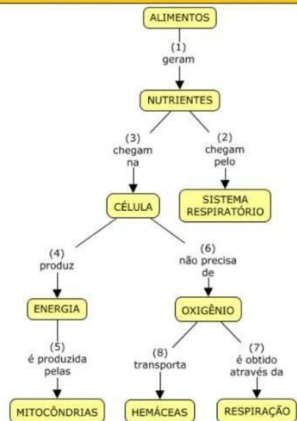 ALIMENTOS
(1)
geram
NUTRIENTES
(3)
chegam
na
(2)
chegam
pelo
CÉLULA
SISTEMA
RESPIRATÓRIO
(4)
produz
(6)
não precisa
de
ENERGIA
OXIGÊNIO
(5)
é produzida
pelas
(8)
transporta
(7)
é obtido
através da
MITOCÔNDRIAS
HEMÁCEAS
RESPIRAÇÃO